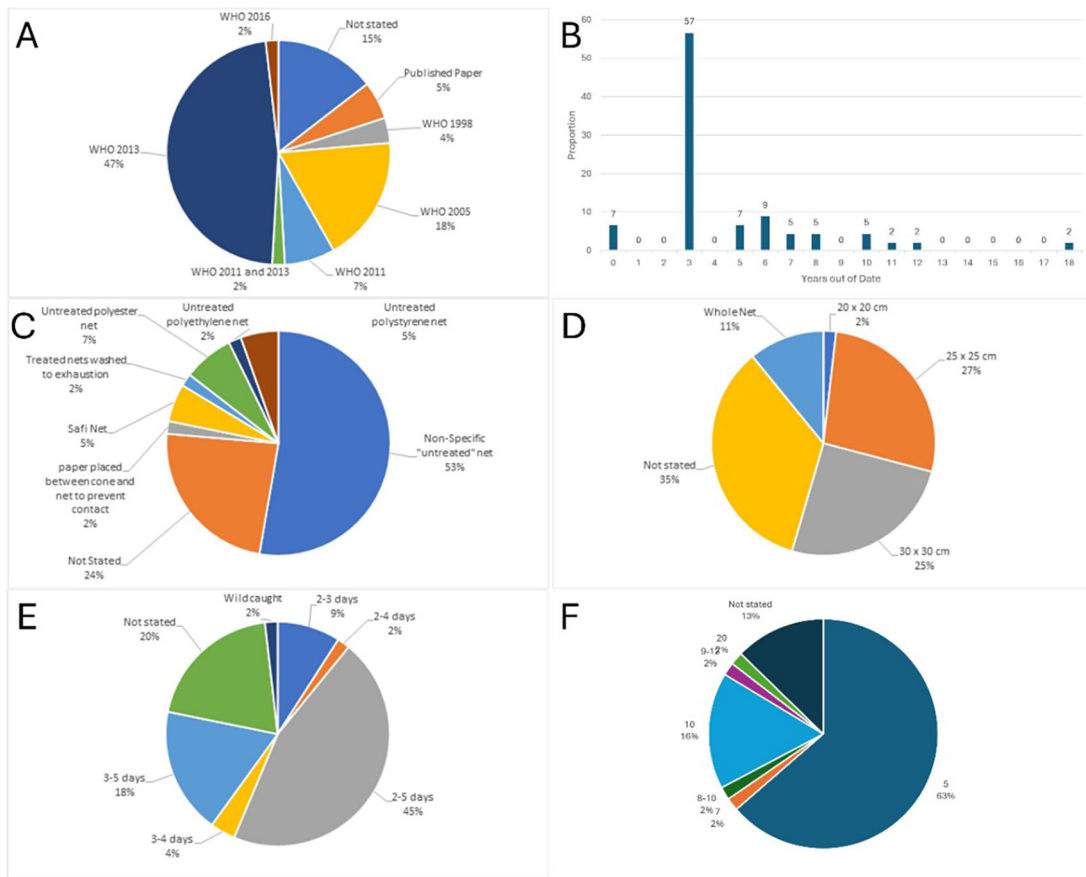 A
WHO 2016
2%
Not stated
15%
Published Paper
5%
WHO 1998
4%
WHO 2005
18%
WHO 2011
7%
WHO 2011 and 2013
2%
WHO 2013
47%
B
Proportion
60
50
40
30
20
10
0
7
0
0
57
0
7
9
5
5
0
5
2
2
0
0
0
0
0
2
0 1 2 3 4 5 6 7 8 9 10 11 12 13 14 15 16 17 18
Years out of Date
C
Untreated polyester
net
7%
Untreated
polyethylene net
2%
Untreated
polystyrene net
5%
Treated nets washed
to exhaustion
2%
Safi Net
5%
paper placed
between cone and
net to prevent
contact
2%
Not Stated
24%
Non-Specific
"untreated" net
53%
D
Whole Net
11%
20 x 20 cm
2%
25 x 25 cm
27%
Not stated
35%
30 x 30 cm
25%
E
Wild caught
2%
2-3 days
9%
2-4 days
2%
Not stated
20%
3-5 days
18%
3-4 days
4%
2-5 days
45%
F
Not stated
13%
20
2%
9-12
2%
10
16%
8-10
2%
7
2%
5
63%